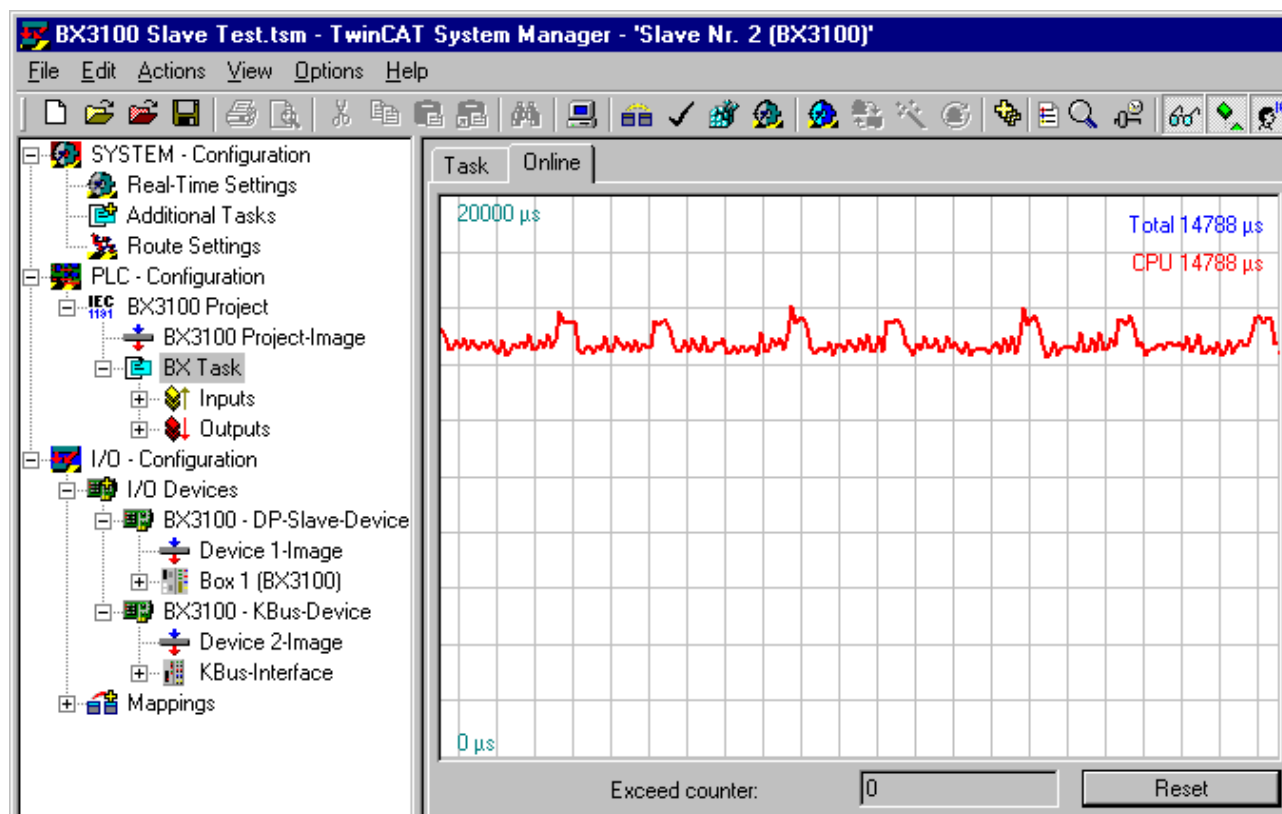 BX3100 Slave Test.tsm - TwinCAT System Manager - 'Slave Nr. 2 (BX3100)'
File Edit Actions View Options Help
SYSTEM - Configuration
Real-Time Settings
Additional Tasks
Route Settings
PLC - Configuration
IEC
1131
BX3100 Project
BX3100 Project-Image
BX Task
Inputs
Outputs
I/O - Configuration
I/O Devices
BX3100 - DP-Slave-Device
Device 1-Image
Box 1 (BX3100)
BX3100 - KBus-Device
Device 2-Image
KBus-Interface
Mappings
Task Online
20000 µs
Total 14788 µs
CPU 14788 µs
0 µs
Exceed counter: 0 Reset